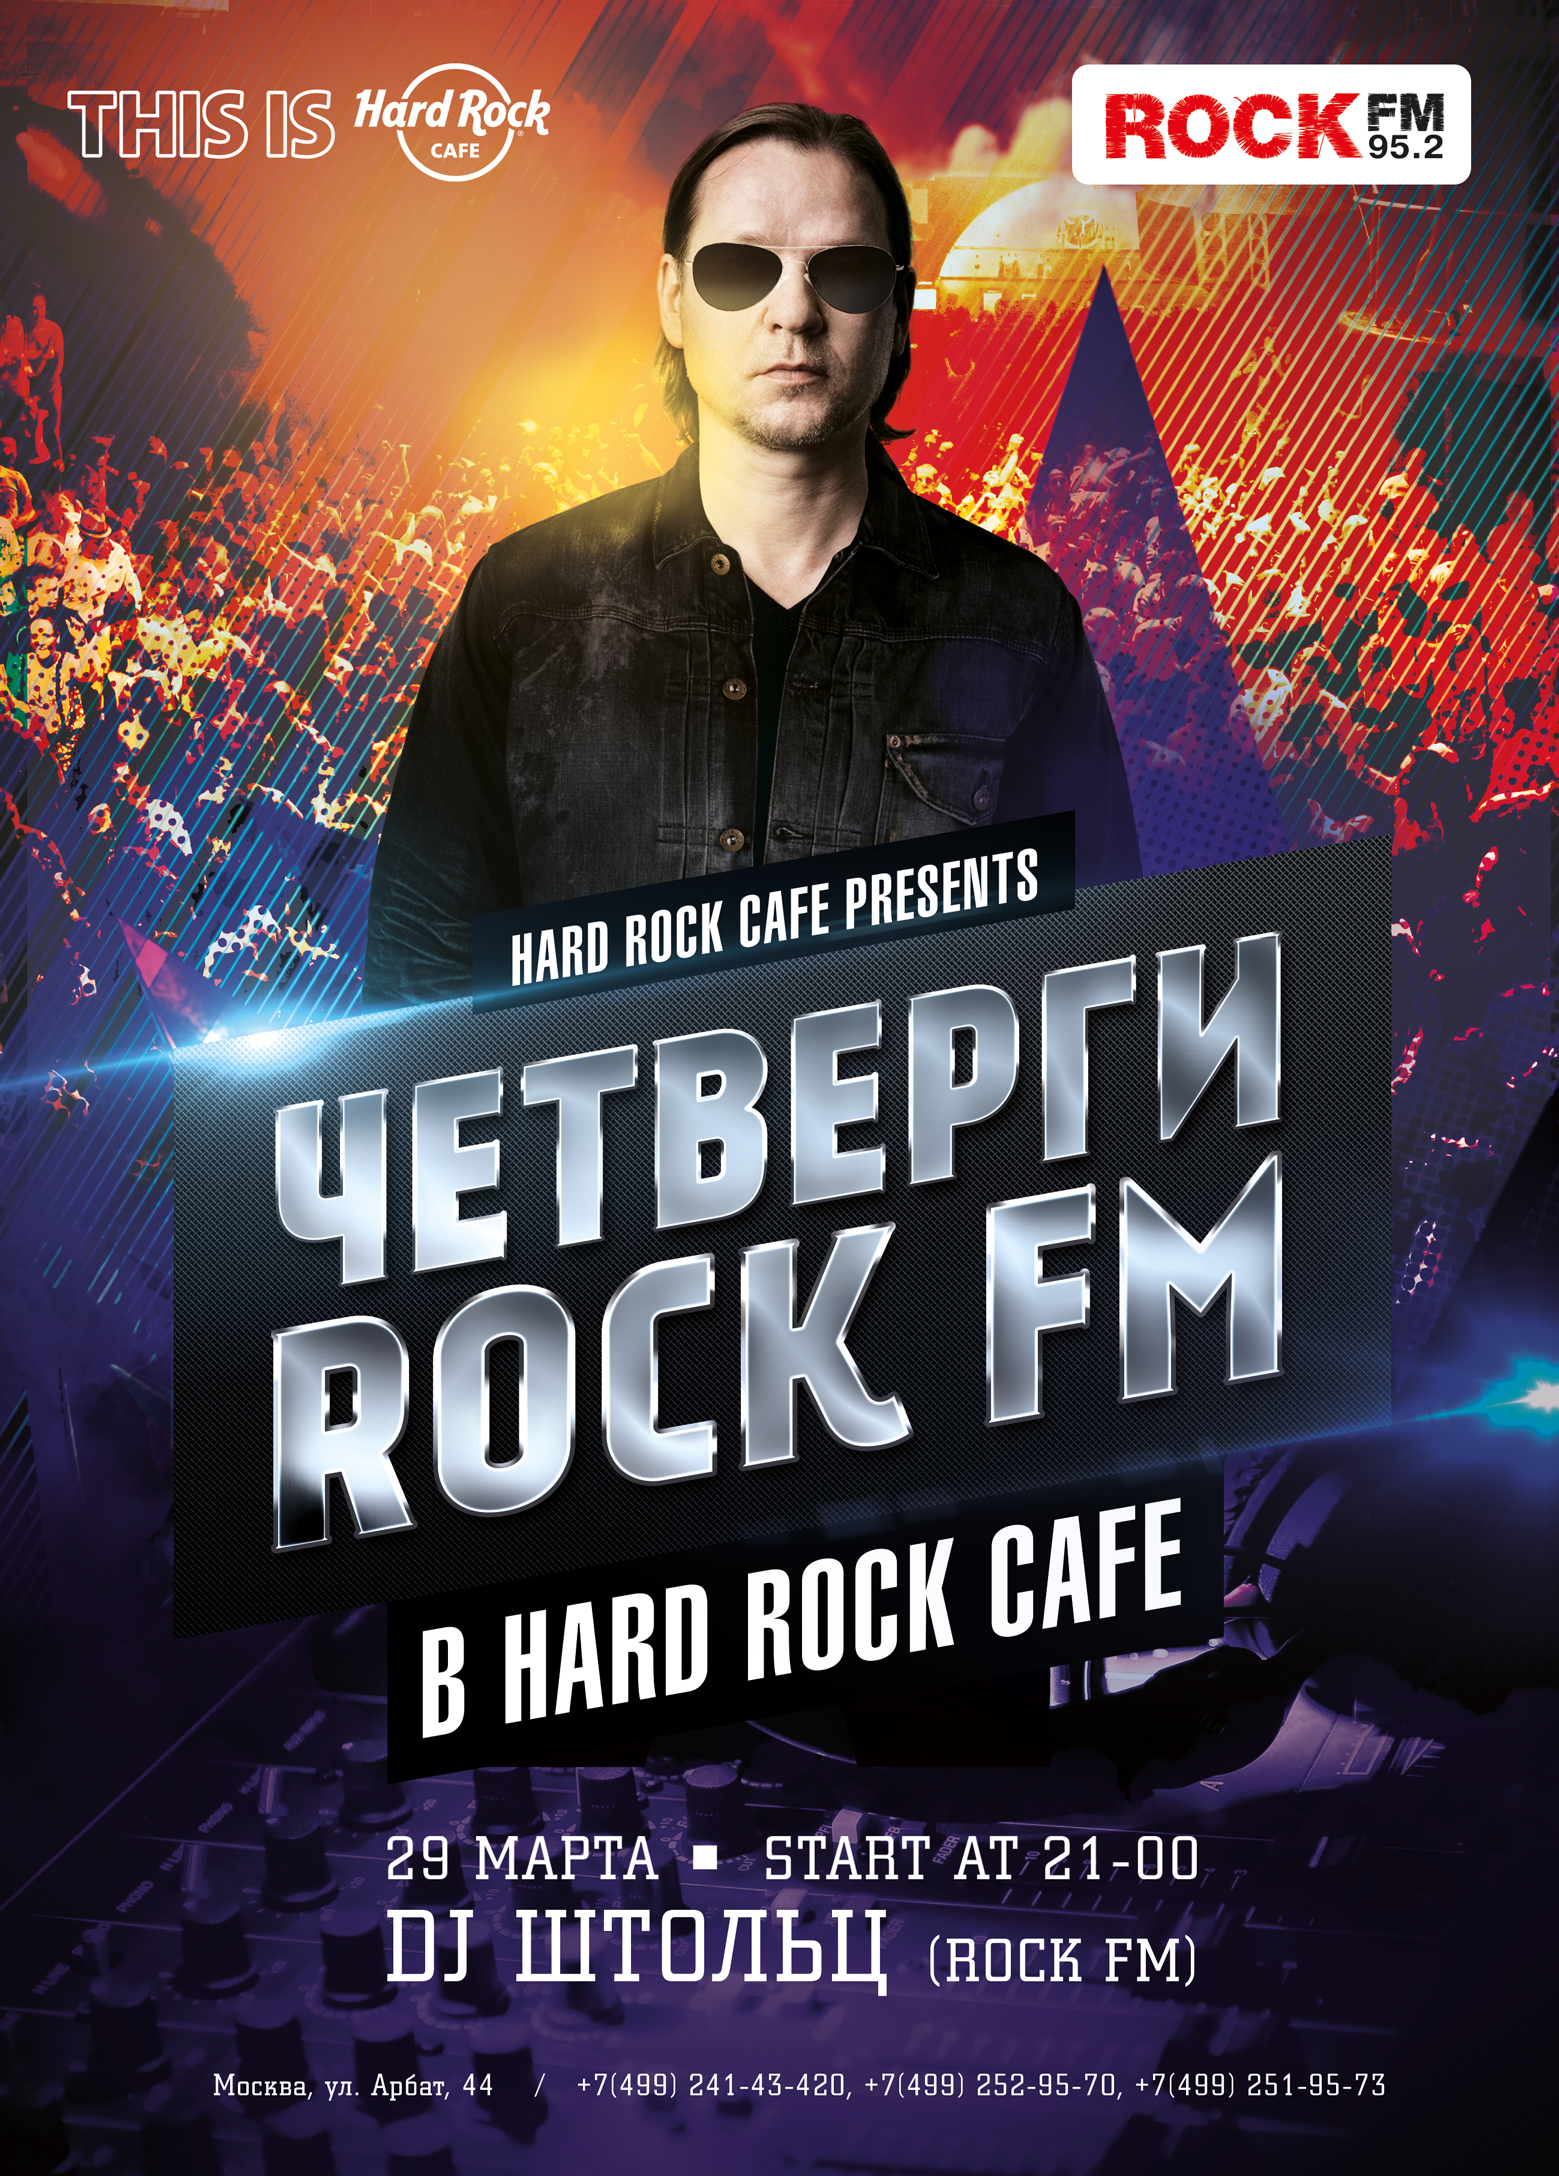 THIS IS Hard Rock CAFE
ROCK FM 95.2
HARD ROCK CAFE PRESENTS
ЧЕТВЕРГИ
ROCK FM
В HARD ROCK CAFE
29 МАРТА ▪ START AT 21-00
DJ ШТОЛЬЦ (ROCK FM)
Москва, ул. Арбат, 44 / +7(499) 241-43-420, +7(499) 252-95-70, +7(499) 251-95-73